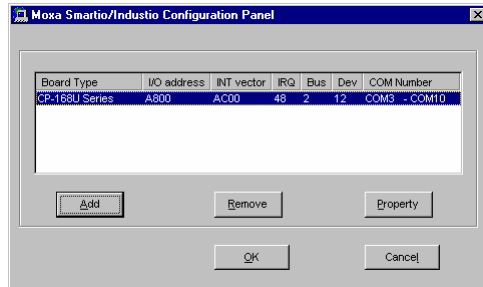 Moxa Smartio/Industio Configuration Panel
Board Type I/O address INT vector IRQ Bus Dev COM Number
CP-168U Series A800 AC00 48 2 12 COM3 - COM10
Add Remove Property
OK Cancel